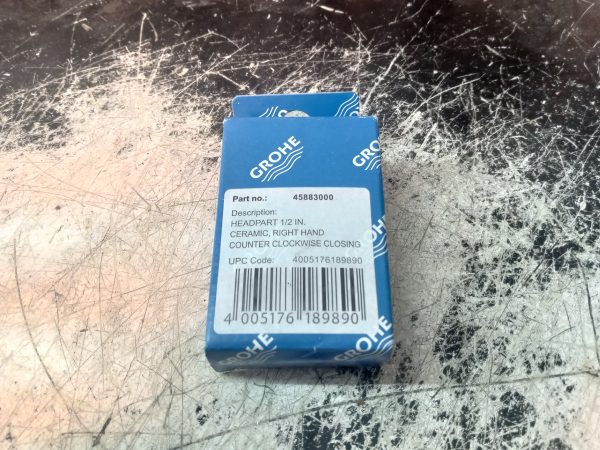 GROHE
GROHE
Part no.: 45883000
Description:
HEADPART 1/2 IN.
CERAMIC, RIGHT HAND
COUNTER CLOCKWISE CLOSING
UPC Code: 4005176189890
4 005176 189890
GROHE
GROHE